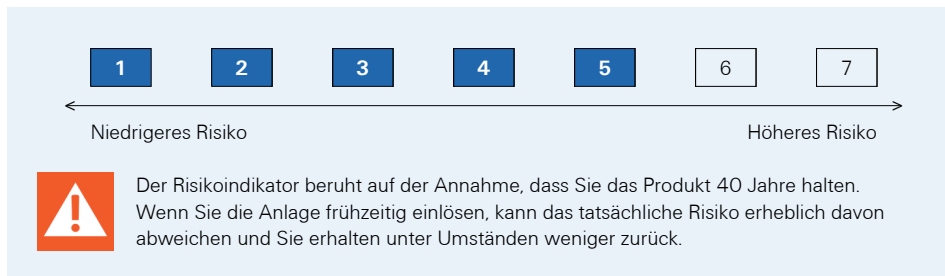 1 2 3 4 5 6 7
Niedrigeres Risiko Höheres Risiko
Der Risikoindikator beruht auf der Annahme, dass Sie das Produkt 40 Jahre halten.
Wenn Sie die Anlage frühzeitig einlösen, kann das tatsächliche Risiko erheblich davon
abweichen und Sie erhalten unter Umständen weniger zurück.